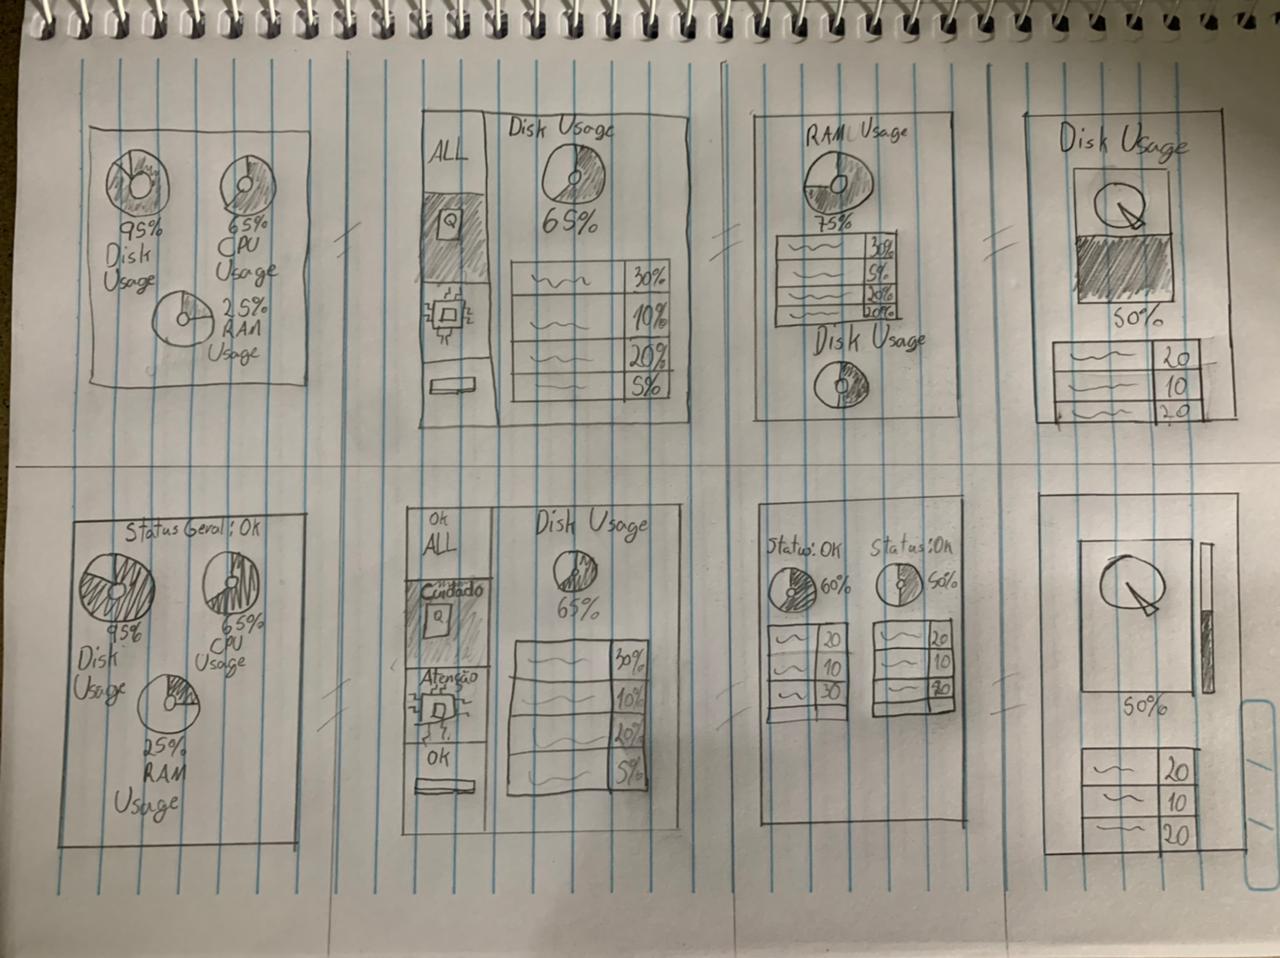 95%
Disk
Usage
65%
CPU
Usage
25%
RAM
Usage
ALL
Disk Usage
65%
30%
10%
20%
5%
RAM Usage
75%
30%
5%
20%
20%
Disk Usage
Disk Usage
50%
20
10
20
Status Geral: OK
95%
Disk
Usage
65%
CPU
Usage
25%
RAM
Usage
OK
ALL
Cuidado
Q
Atenção
OK
Disk Usage
65%
30%
10%
20%
5%
Status: OK
60%
20
10
30
Status: OK
50%
20
10
20
50%
20
10
20